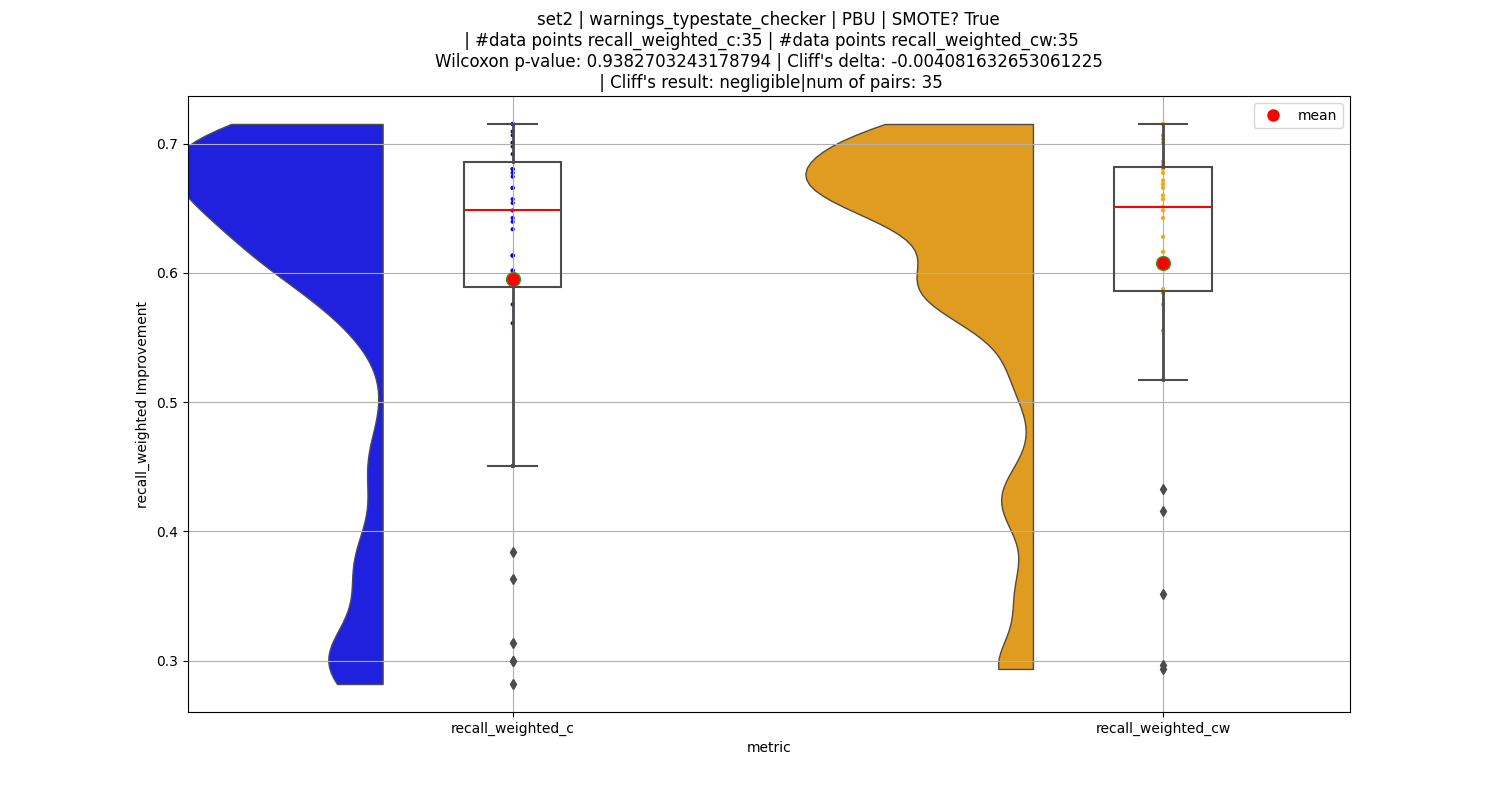 set2 | warnings_typestate_checker | PBU | SMOTE? True
| #data points recall_weighted_c:35 | #data points recall_weighted_cw:35
Wilcoxon p-value: 0.9382703243178794 | Cliff's delta: -0.004081632653061225
| Cliff's result: negligible|num of pairs: 35
mean
0.7
0.6
0.5
0.4
0.3
recall_weighted Improvement
recall_weighted_c
recall_weighted_cw
metric